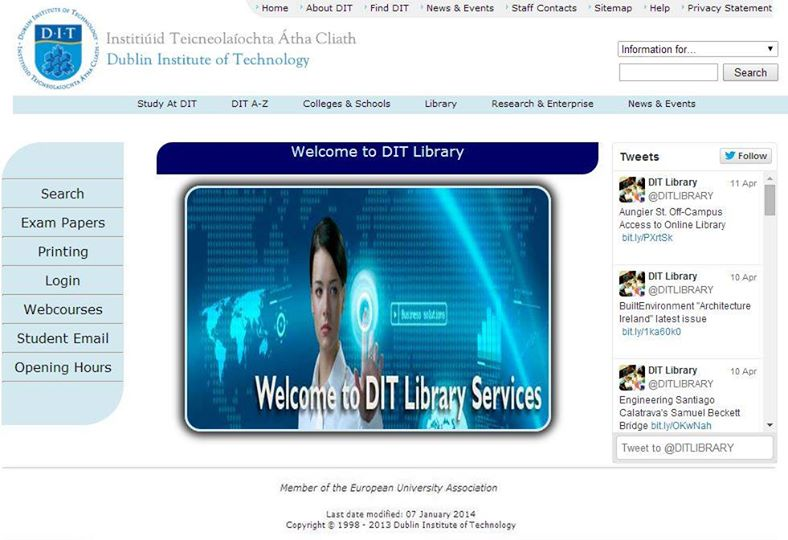 Home
About DIT
Find DIT
News & Events
Staff Contacts
Sitemap
Help
Privacy Statement
DUBLIN INSTITUTE OF TECHNOLOGY
D·I·T
Institiúid Teicneolaíochta Átha Cliath
Dublin Institute of Technology
Information for...
Search
Study At DIT
DIT A-Z
Colleges & Schools
Library
Research & Enterprise
News & Events
Search
Exam Papers
Printing
Login
Webcourses
Student Email
Opening Hours
Welcome to DIT Library
Business solutions
Welcome to DIT Library Services
Tweets
Follow
DIT Library 11 Apr
@DITLIBRARY
Aungier St. Off-Campus
Access to Online Library
bit.ly/PXrtSk
DIT Library 10 Apr
@DITLIBRARY
BuiltEnvironment "Architecture
Ireland" latest issue
bit.ly/1ka60k0
DIT Library 10 Apr
@DITLIBRARY
Engineering Santiago
Calatrava's Samuel Beckett
Bridge bit.ly/OKwNah
Tweet to @DITLIBRARY
Member of the European University Association
Last date modified: 07 January 2014
Copyright © 1998 - 2013 Dublin Institute of Technology